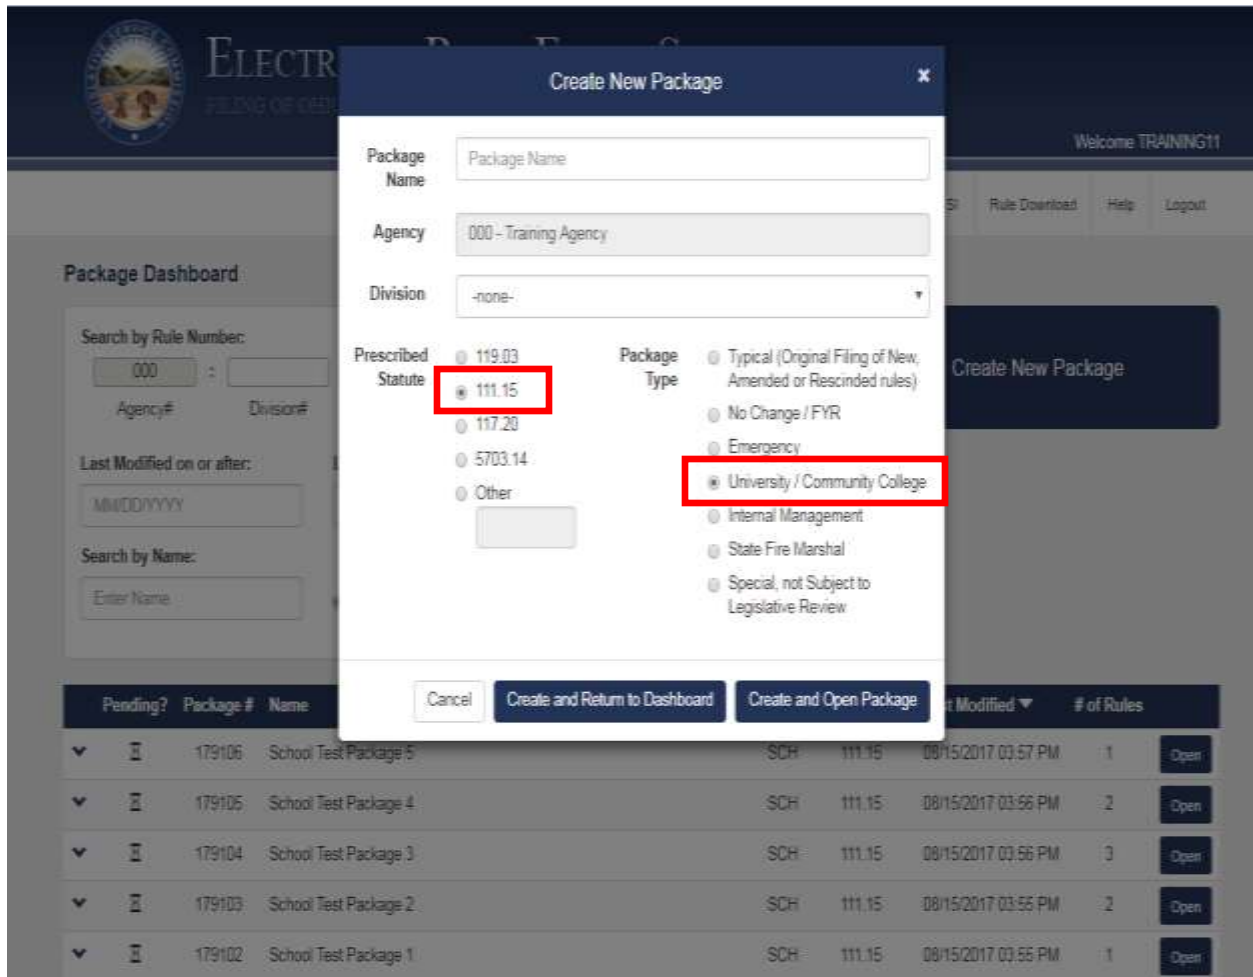 ELECTR
Create New Package
x
Welcome TRAINING11
Package Name
Package Name
SI Rule Download Help Logout
Agency
000 - Training Agency
Package Dashboard
Division
-none-
Search by Rule Number:
000 :
Agency# Division#
Prescribed Statute
119.03
111.15
117.20
5703.14
Other
Package Type
Typical (Original Filing of New,
Amended or Rescinded rules)
No Change / FYR
Emergency
University / Community College
Internal Management
State Fire Marshal
Special, not Subject to
Legislative Review
Create New Package
Last Modified on or after:
MM/DD/YYYY
Search by Name:
Enter Name
Cancel Create and Return to Dashboard Create and Open Package
Pending? Package # Name t Modified # of Rules
179106 School Test Package 5 SCH 111.15 08/15/2017 03:57 PM 1 Open
179105 School Test Package 4 SCH 111.15 08/15/2017 03:56 PM 2 Open
179104 School Test Package 3 SCH 111.15 08/15/2017 03:56 PM 3 Open
179103 School Test Package 2 SCH 111.15 08/15/2017 03:55 PM 2 Open
179102 School Test Package 1 SCH 111.15 08/15/2017 03:55 PM 1 Open